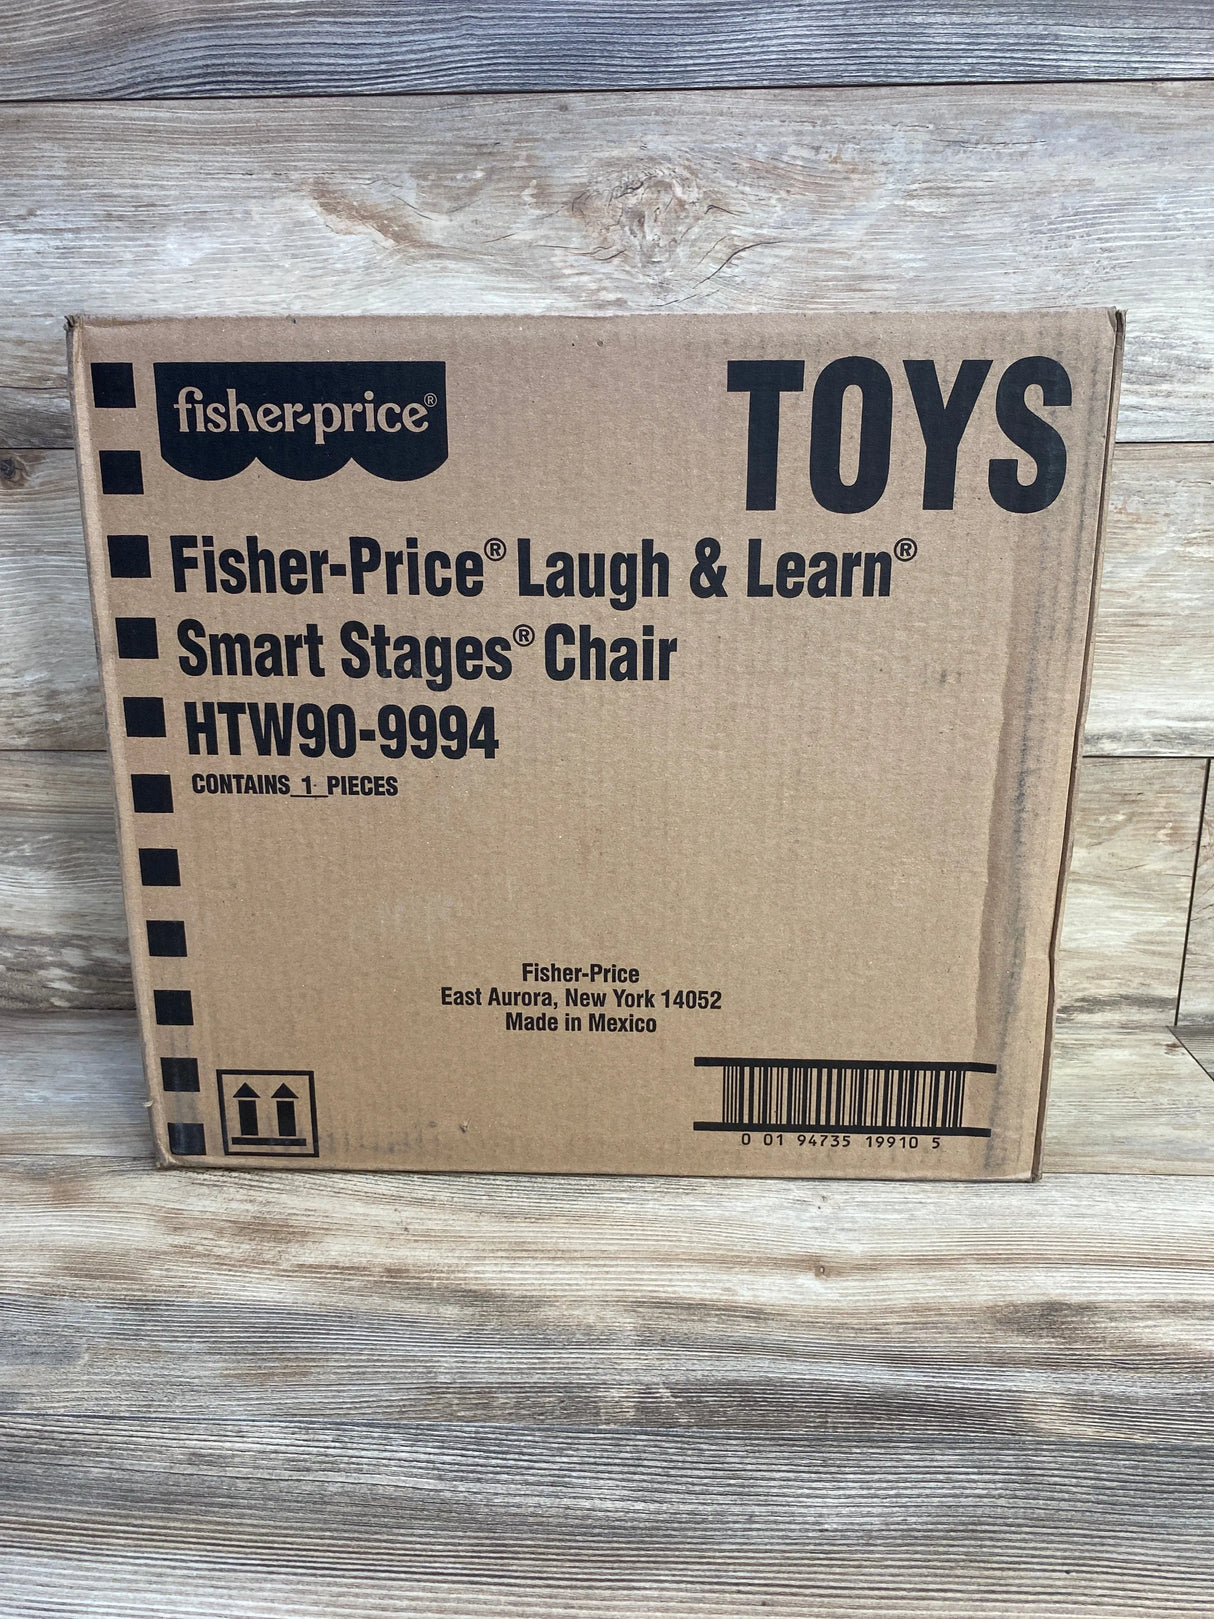 fisher-price®
TOYS
Fisher-Price® Laugh & Learn®
Smart Stages® Chair
HTW90-9994
CONTAINS 1 PIECES
Fisher-Price
East Aurora, New York 14052
Made in Mexico
0 01 94735 19910 5